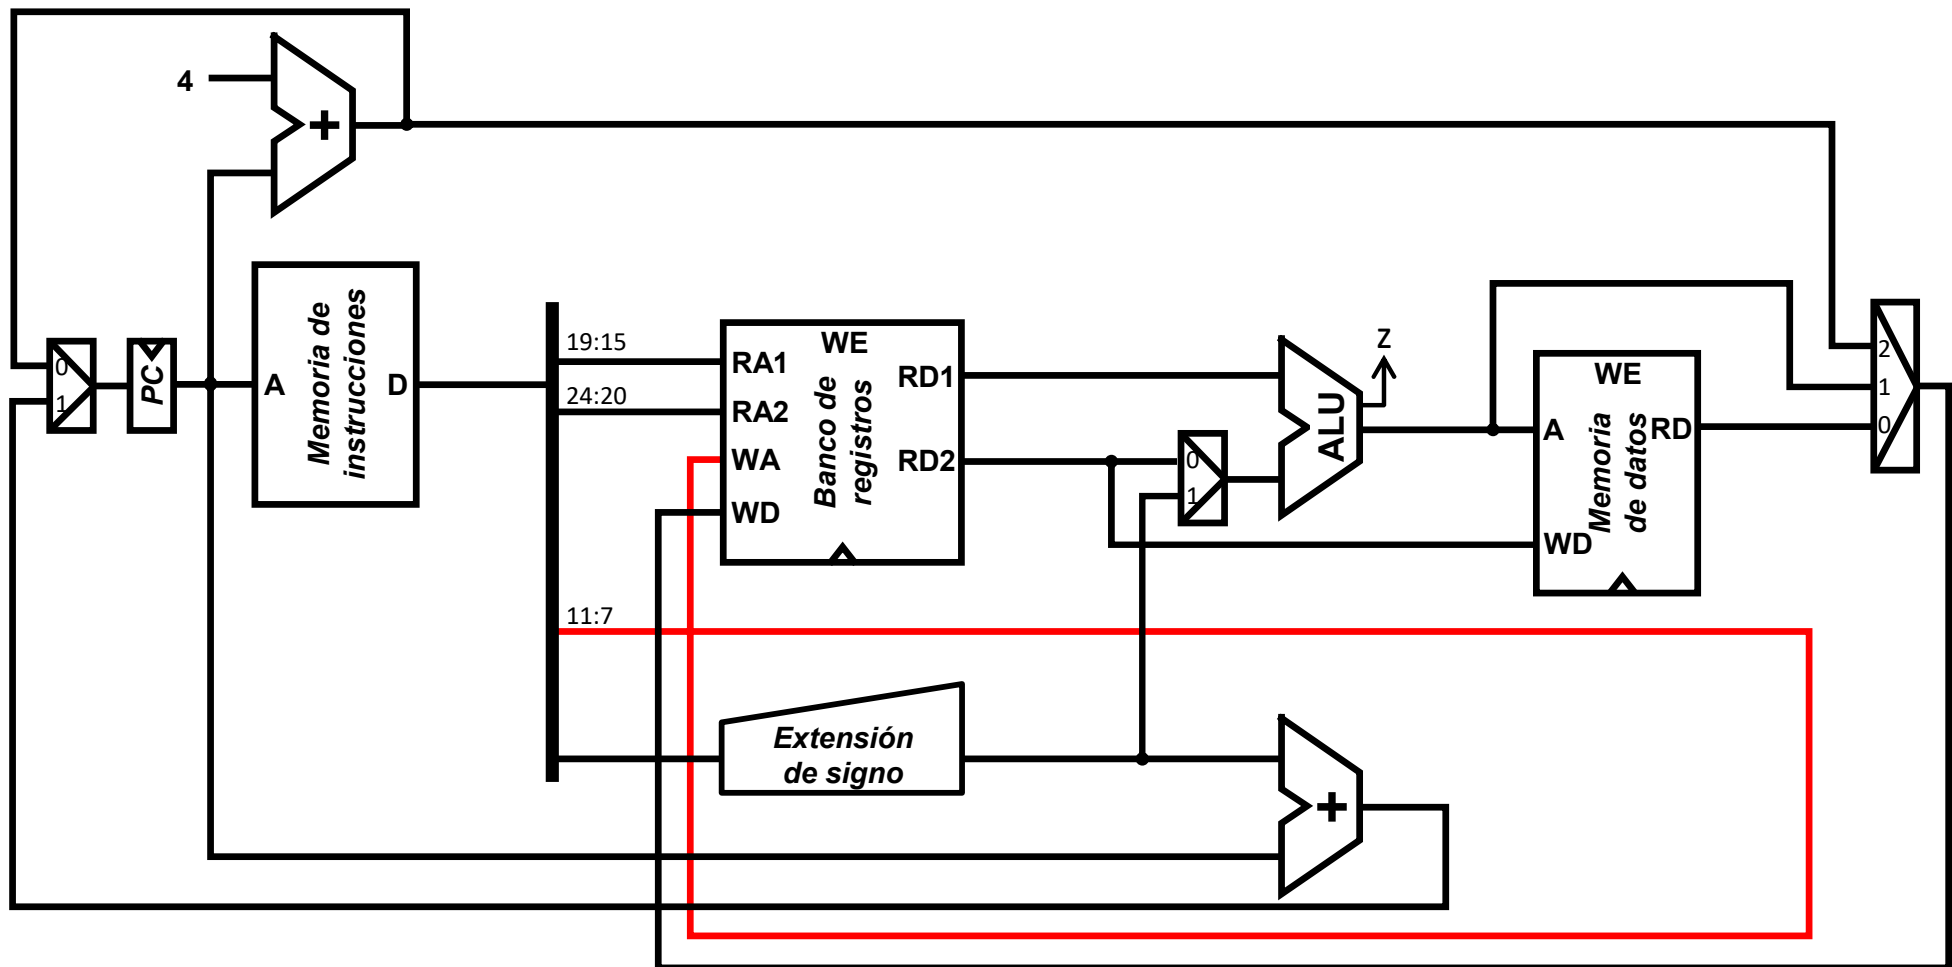 4
+
Z
Memoria de
instrucciones
A
D
PC
0
1
19:15
24:20
11:7
WE
RA1
RA2
WA
WD
RD1
RD2
Banco de
registros
0
1
ALU
WE
A
RD
WD
Memoria
de datos
2
1
0
Extensión
de signo
+